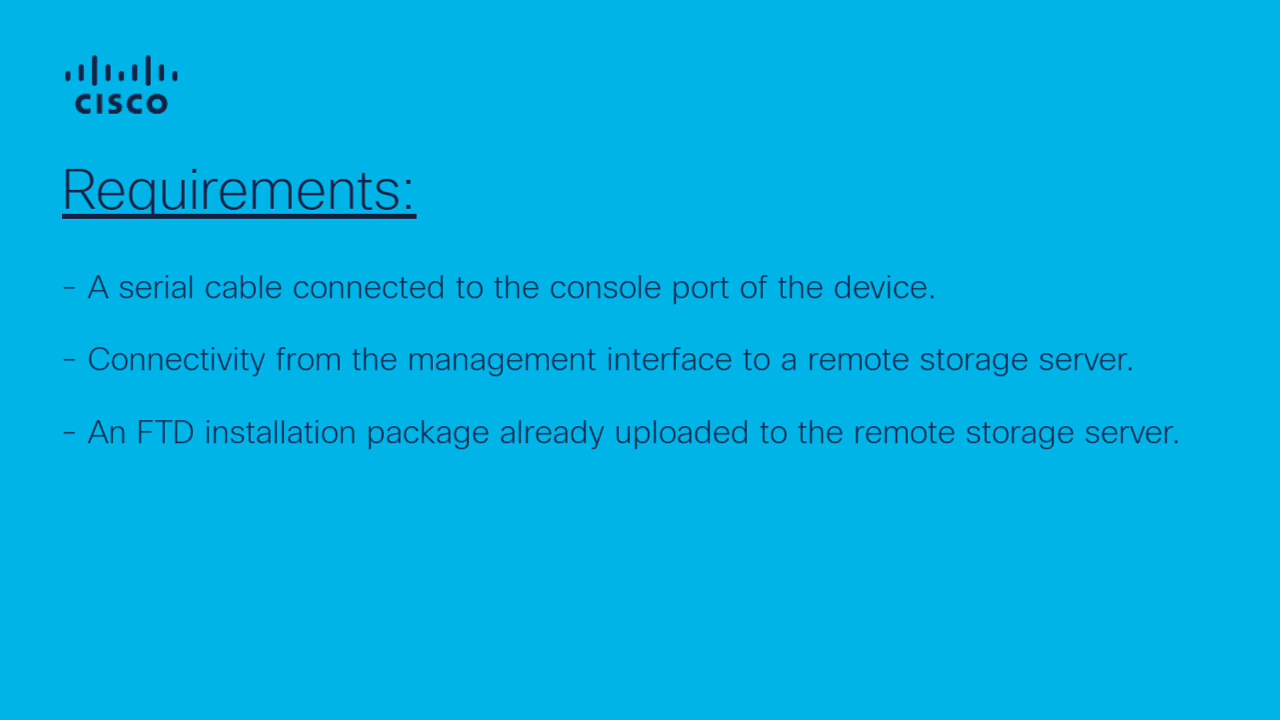 CISCO
Requirements:
- A serial cable connected to the console port of the device.
- Connectivity from the management interface to a remote storage server.
- An FTD installation package already uploaded to the remote storage server.